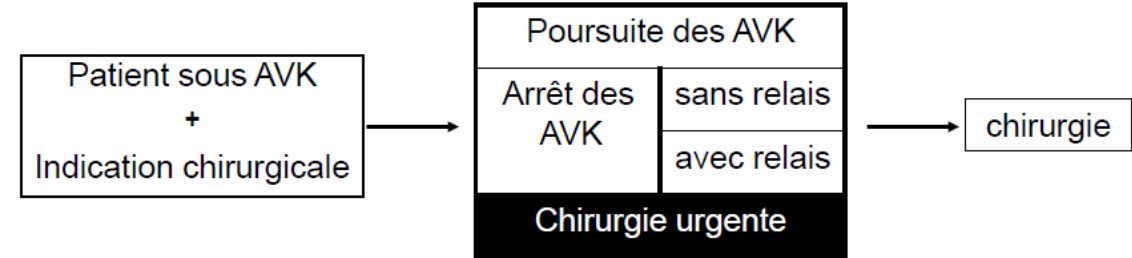 Patient sous AVK
+
Indication chirurgicale
Poursuite des AVK
Arrêt des
AVK
sans relais
avec relais
Chirurgie urgente
chirurgie